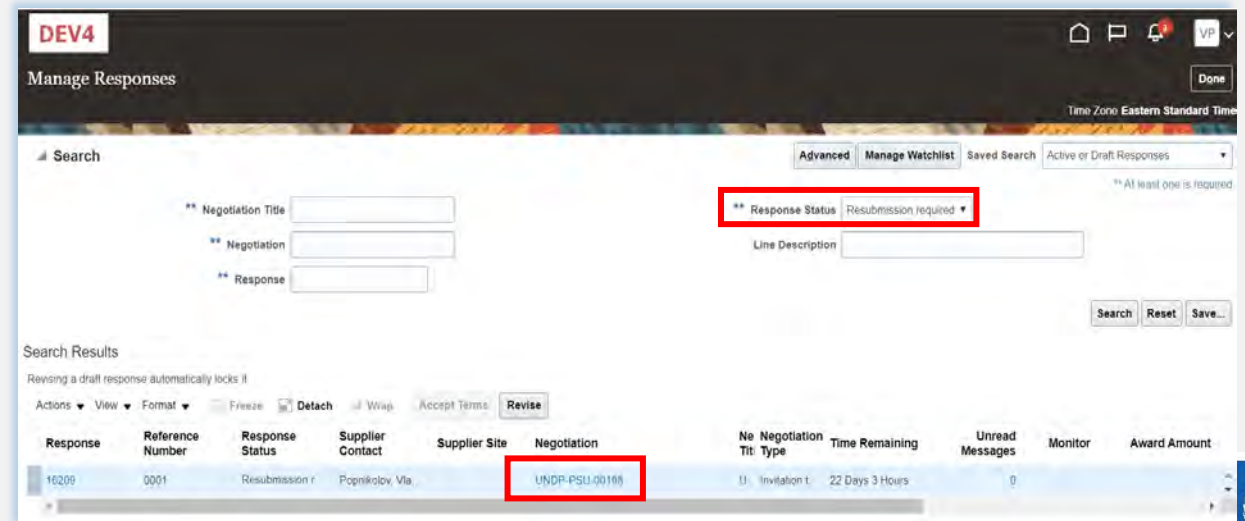 DEV4
VP
Manage Responses
Done
Time Zone Eastern Standard Time
Search
Advanced Manage Watchlist Saved Search Active or Draft Responses
** At least one is required
** Negotiation Title
** Response Status Resubmission required
** Negotiation
Line Description
** Response
Search Reset Save...
Search Results
Revising a draft response automatically locks it
Actions View Format Freeze Detach Wrap Accept Terms Revise
Response Reference Number Response Status Supplier Contact Supplier Site Negotiation Ne Tit Negotiation Type Time Remaining Unread Messages Monitor Award Amount
16209 0001 Resubmission r Popnikolov, Vla UNDP-PSU-00168 U Invitation t 22 Days 3 Hours 0